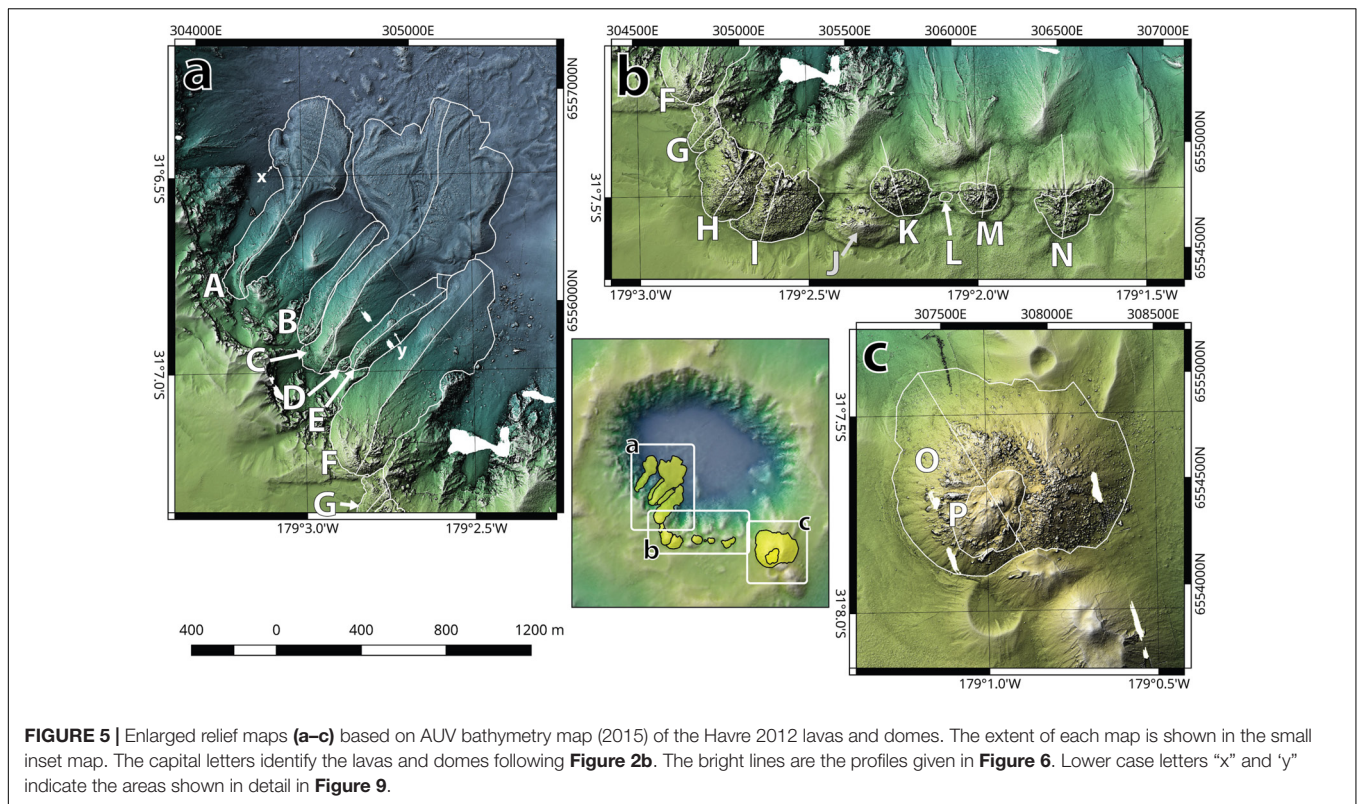 304000E 305000E
a
x
A
B
C
D
y
E
F
G
31°6.5'S
31°7.0'S
6557000N
6556000N
179°3.0'W 179°2.5'W
400 0 400 800 1200 m
304500E 305000E 305500E 306000E 306500E 307000E
b
F
G
H
I
J
K
L
M
N
31°7.5'S
6555000N
6554500N
179°3.0'W 179°2.5'W 179°2.0'W 179°1.5'W
a
b
c
307500E 308000E 308500E
c
O
P
31°7.5'S
31°8.0'S
6555000N
6554500N
6554000N
179°1.0'W 179°0.5'W
FIGURE 5 | Enlarged relief maps (a–c) based on AUV bathymetry map (2015) of the Havre 2012 lavas and domes. The extent of each map is shown in the small
inset map. The capital letters identify the lavas and domes following Figure 2b. The bright lines are the profiles given in Figure 6. Lower case letters “x” and ‘y”
indicate the areas shown in detail in Figure 9.